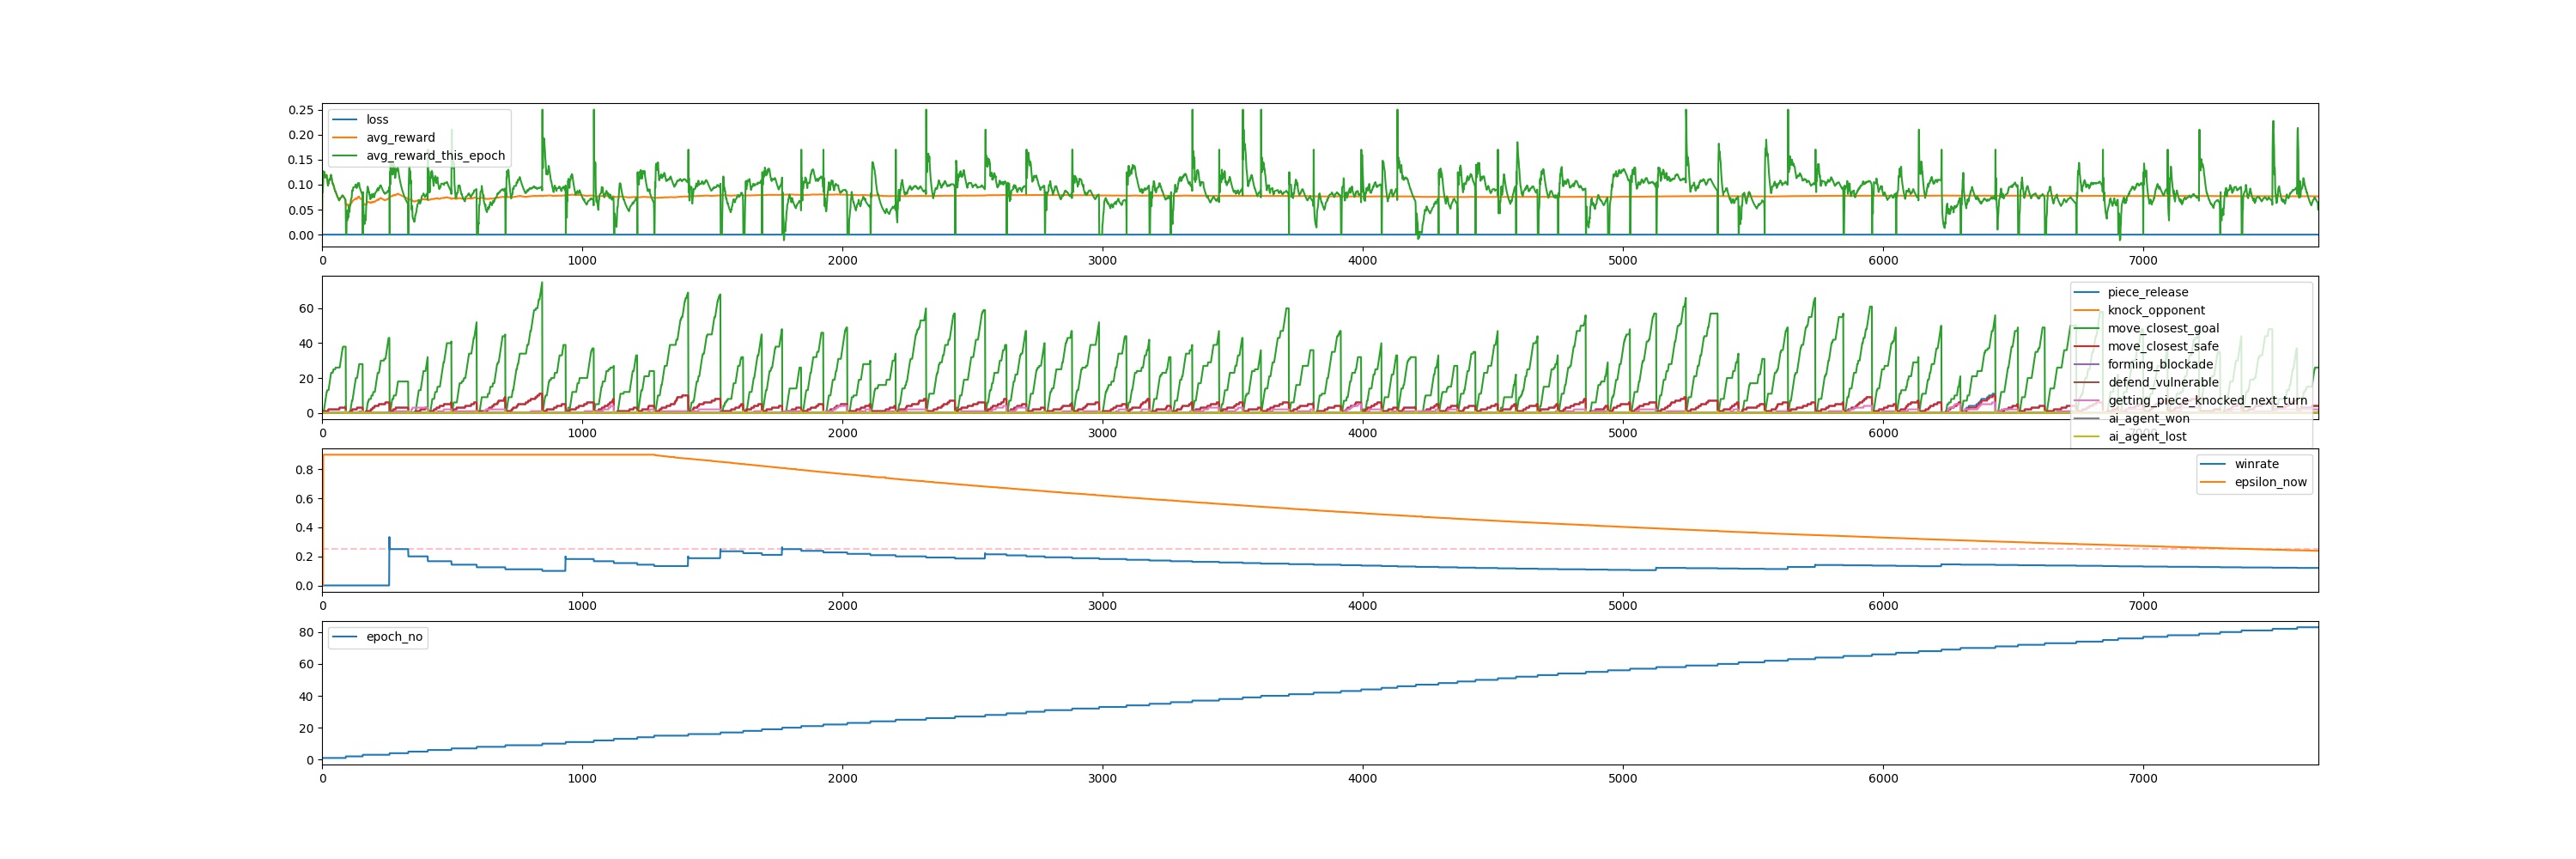 0.25
0.20
0.15
0.10
0.05
0.00
loss
avg_reward
avg_reward_this_epoch
0 1000 2000 3000 4000 5000 6000 7000
60
40
20
0
piece_release
knock_opponent
move_closest_goal
move_closest_safe
forming_blockade
defend_vulnerable
getting_piece_knocked_next_turn
ai_agent_won
ai_agent_lost
0 1000 2000 3000 4000 5000 6000 7000
0.8
0.6
0.4
0.2
0.0
winrate
epsilon_now
0 1000 2000 3000 4000 5000 6000 7000
80
60
40
20
0
epoch_no
0 1000 2000 3000 4000 5000 6000 7000